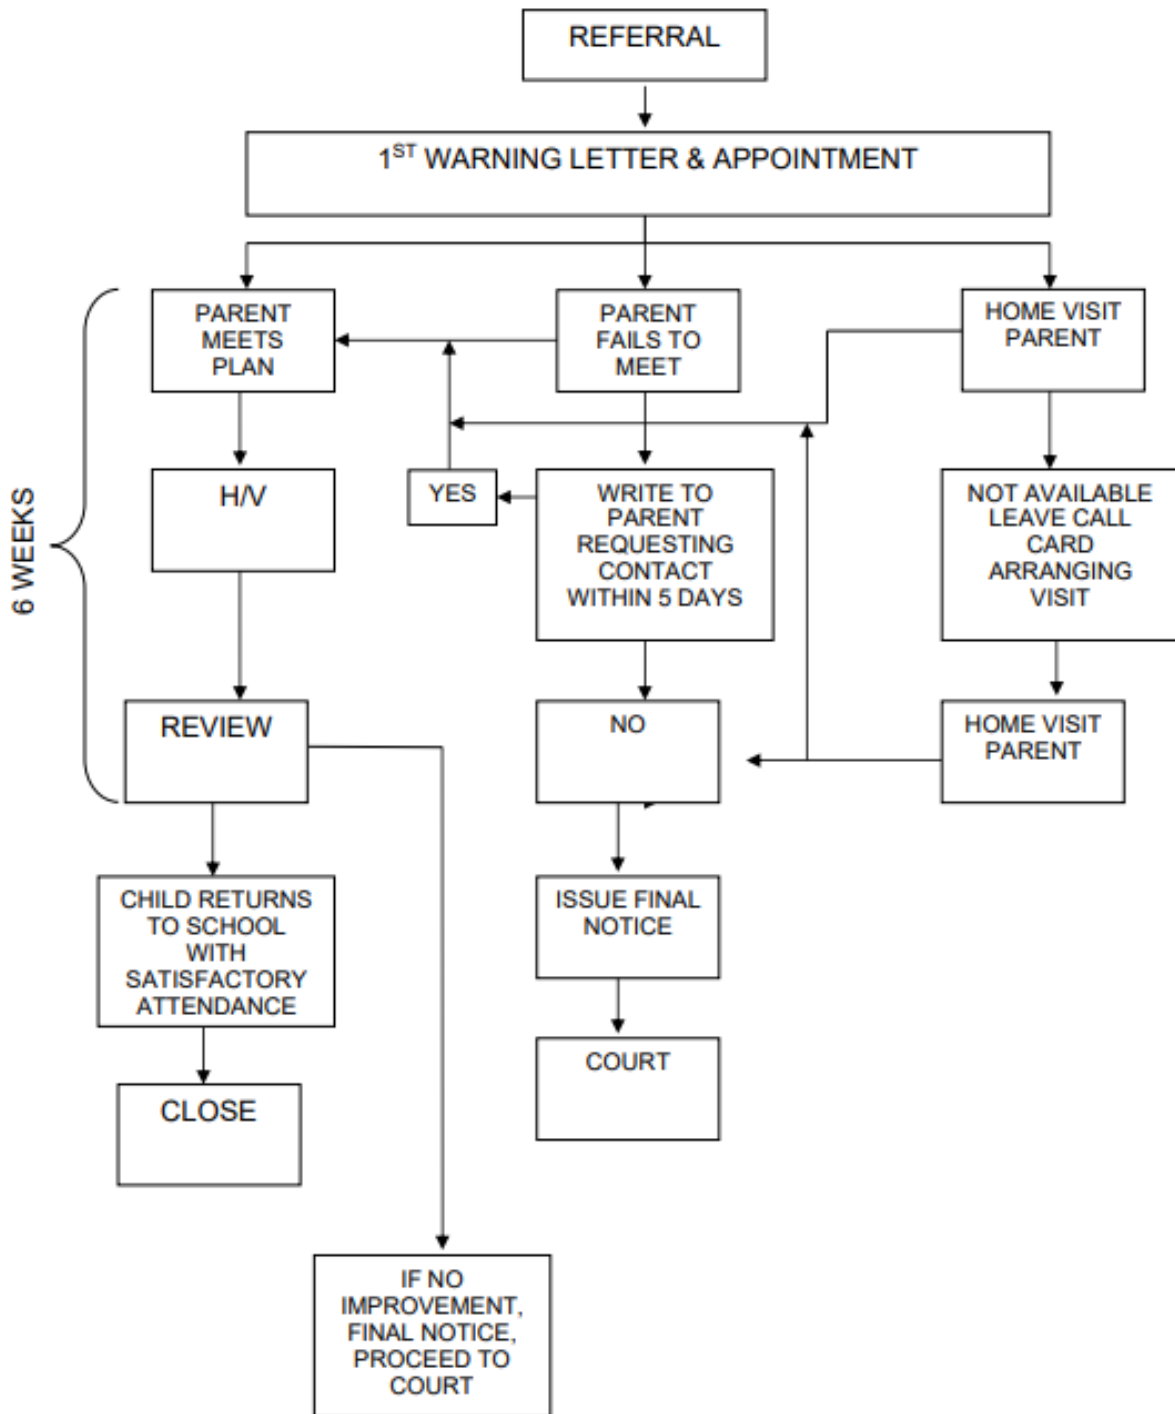 REFERRAL
1ST WARNING LETTER & APPOINTMENT
PARENT
MEETS
PLAN
PARENT
FAILS TO
MEET
HOME VISIT
PARENT
6 WEEKS
H/V
YES
WRITE TO
PARENT
REQUESTING
CONTACT
WITHIN 5 DAYS
NOT AVAILABLE
LEAVE CALL
CARD
ARRANGING
VISIT
REVIEW
NO
HOME VISIT
PARENT
CHILD RETURNS
TO SCHOOL
WITH
SATISFACTORY
ATTENDANCE
ISSUE FINAL
NOTICE
COURT
CLOSE
IF NO
IMPROVEMENT,
FINAL NOTICE,
PROCEED TO
COURT